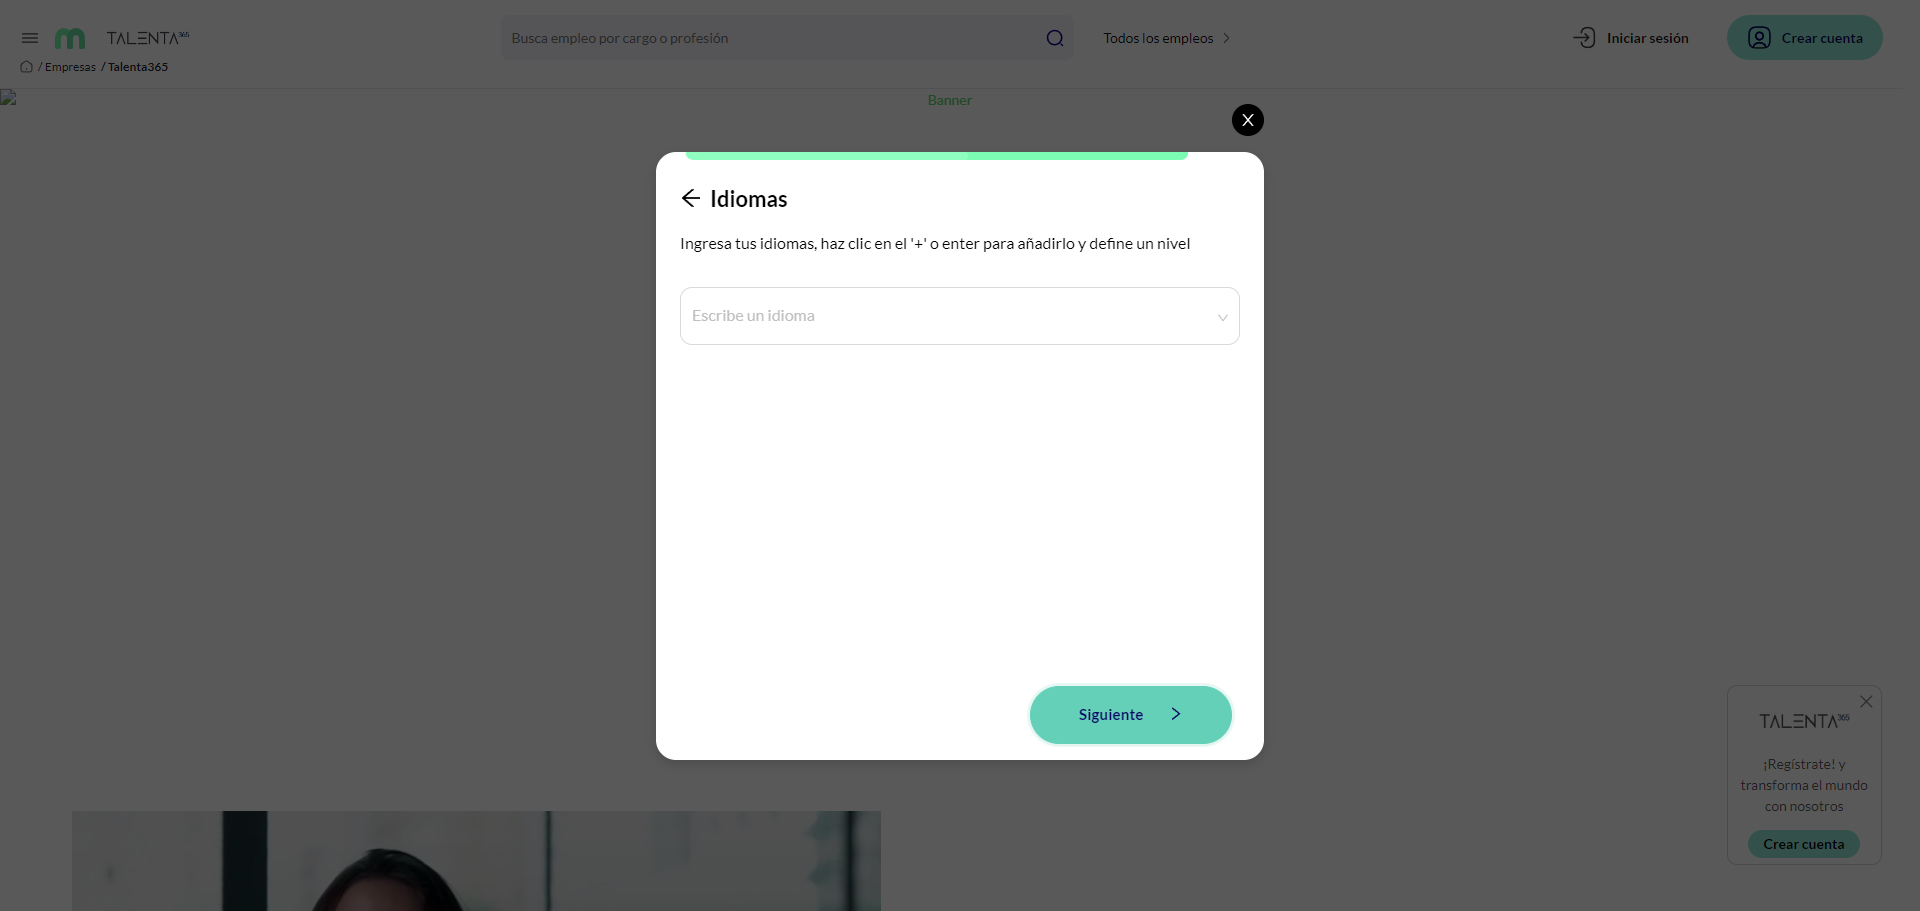 TALENTA365
Busca empleo por cargo o profesión
Todos los empleos
Iniciar sesión
Crear cuenta
/ Empresas / Talenta365
Banner
X
Idiomas
Ingresa tus idiomas, haz clic en el '+' o enter para añadirlo y define un nivel
Escribe un idioma
Siguiente
TALENTA365
¡Regístrate! y
transforma el mundo
con nosotros
Crear cuenta